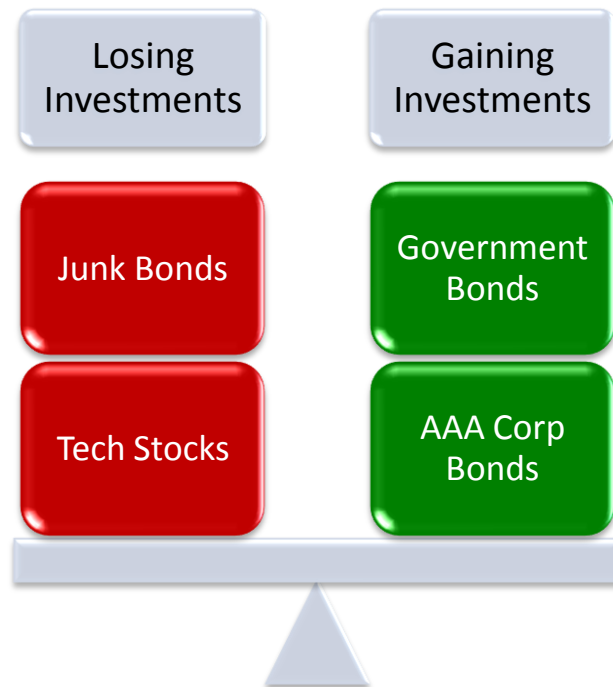 Losing
Investments
Gaining
Investments
Junk Bonds
Government
Bonds
Tech Stocks
AAA Corp
Bonds